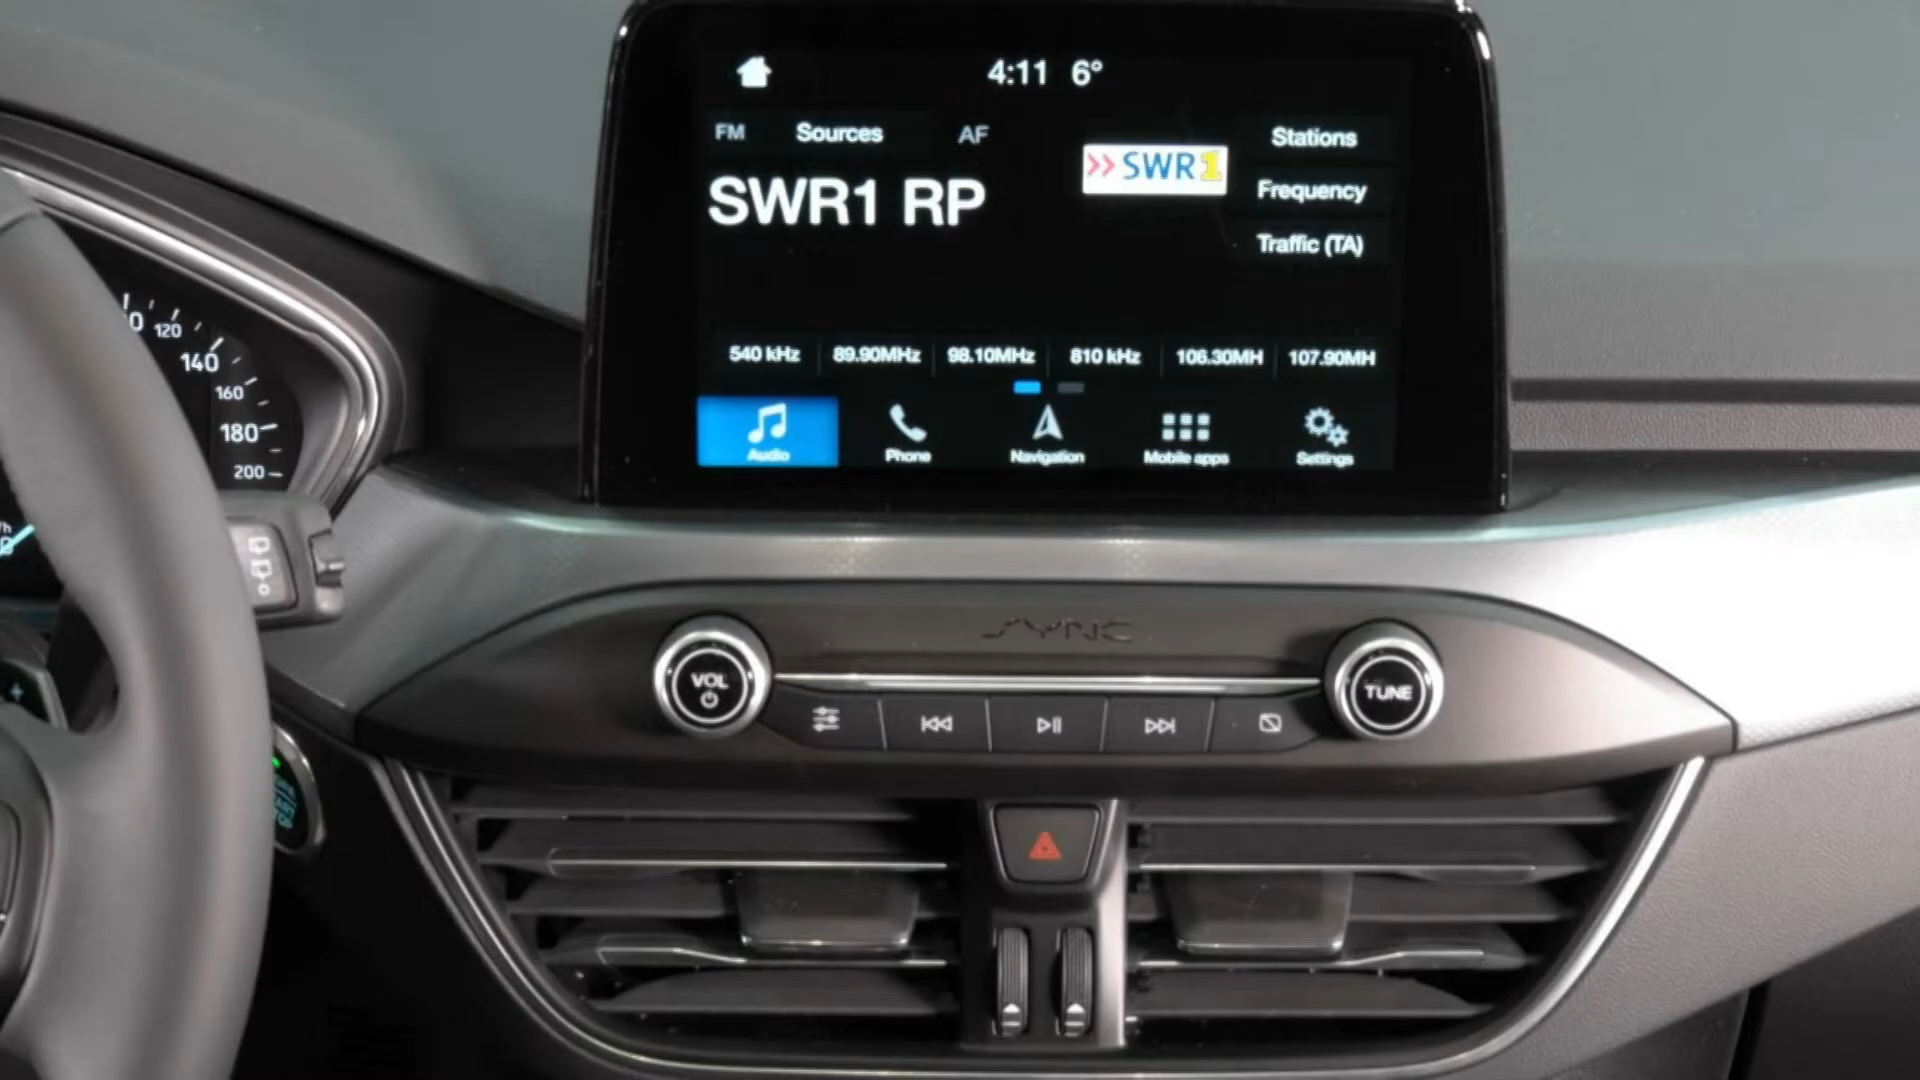 4:11 6°
FM Sources AF
SWR1 RP
SWR1
Stations
Frequency
Traffic (TA)
540 kHz 89.90MHz 98.10MHz 810 kHz 106.30MH 107.90MH
Audio Phone Navigation Mobile apps Settings
120
140
160
180
200
SYNC
VOL
TUNE